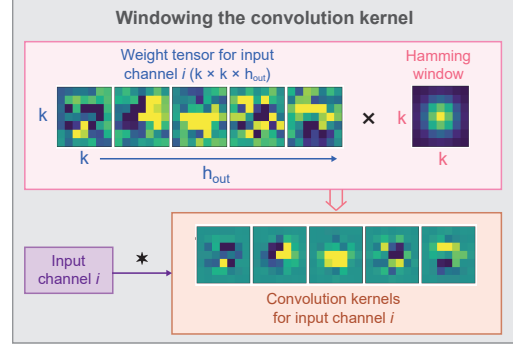 Windowing the convolution kernel
Weight tensor for input
channel i (k × k × hout)
Hamming
window
k
k
hout
×
k
k
Input
channel i
★
Convolution kernels
for input channel i